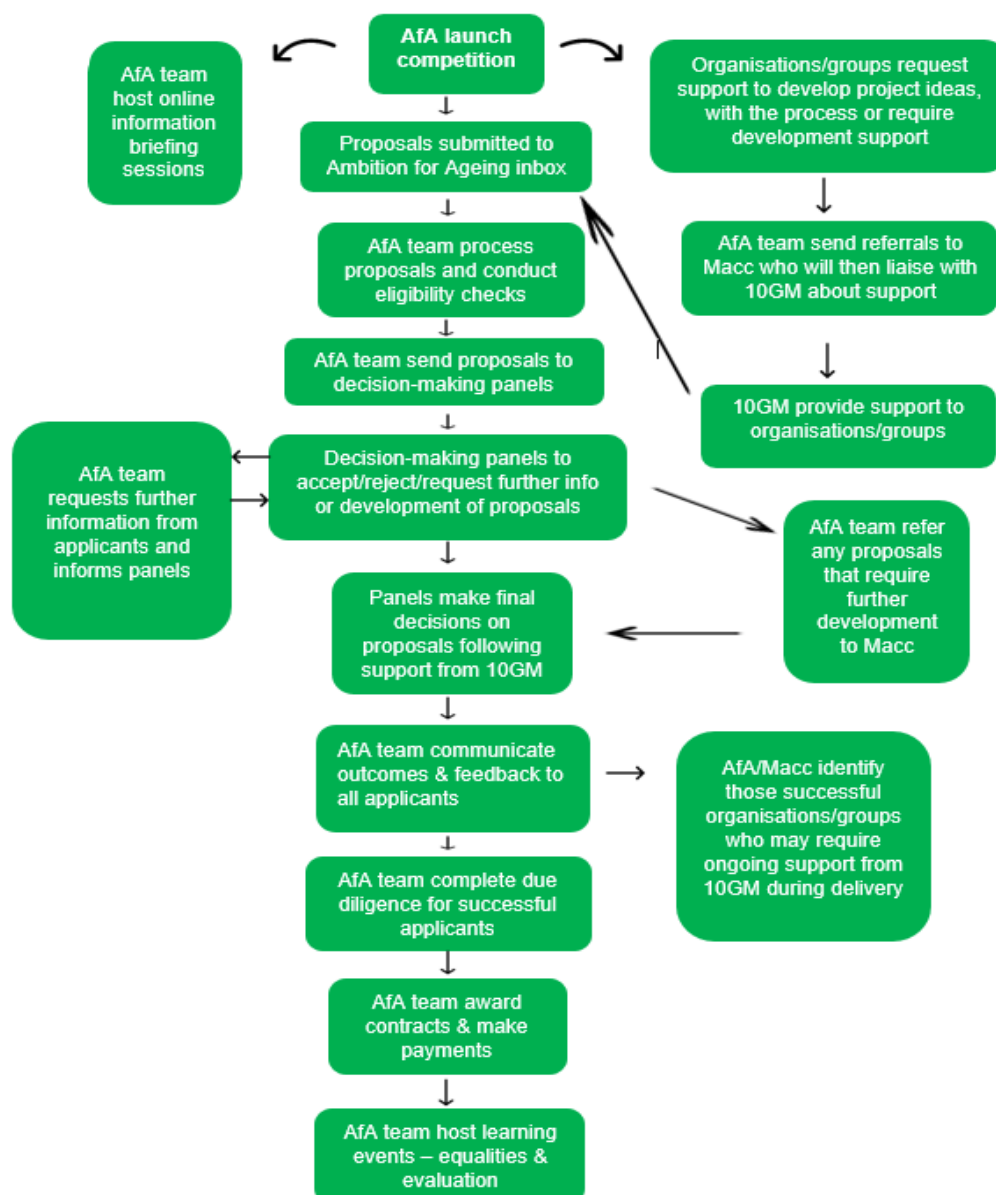 AfA launch
competition
AfA team
host online
information
briefing
sessions
Organisations/groups request
support to develop project ideas,
with the process or require
development support
Proposals submitted to
Ambition for Ageing inbox
AfA team send referrals to
Macc who will then liaise with
10GM about support
AfA team process
proposals and conduct
eligibility checks
AfA team send proposals to
decision-making panels
10GM provide support to
organisations/groups
Decision-making panels to
accept/reject/request further info
or development of proposals
AfA team
requests further
information from
applicants and
informs panels
AfA team refer
any proposals
that require
further
development
to Macc
Panels make final
decisions on
proposals following
support from 10GM
AfA team communicate
outcomes & feedback to
all applicants
AfA/Macc identify
those successful
organisations/groups
who may require
ongoing support from
10GM during delivery
AfA team complete due
diligence for successful
applicants
AfA team award
contracts & make
payments
AfA team host learning
events – equalities &
evaluation